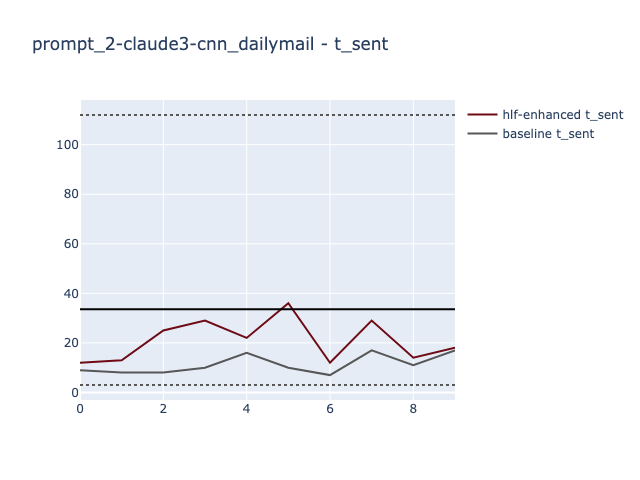 prompt_2-claude3-cnn_dailymail - t_sent
hlf-enhanced t_sent
baseline t_sent
100
80
60
40
20
0
0 2 4 6 8